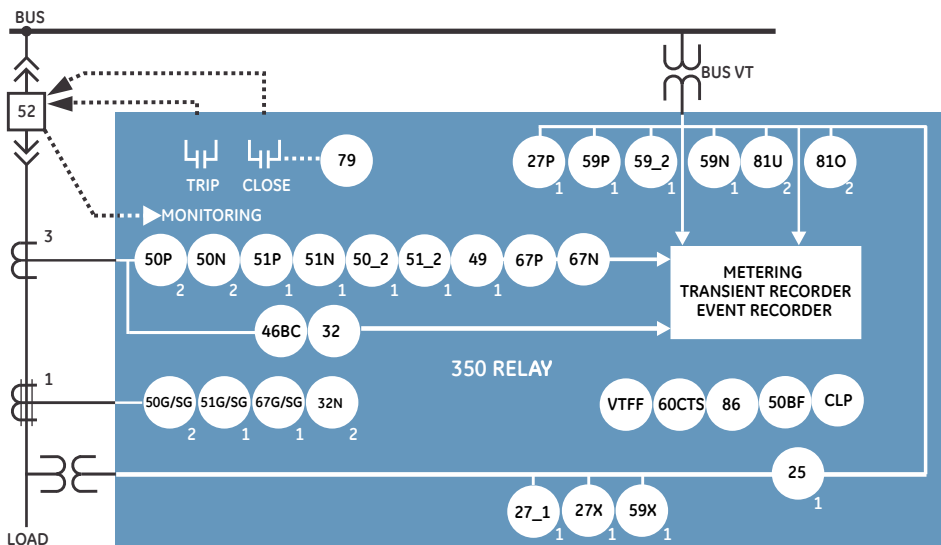 BUS
BUS VT
52
TRIP
CLOSE
79
27P
1
59P
1
59_2
1
59N
1
81U
2
81O
2
MONITORING
3
50P
2
50N
2
51P
1
51N
1
50_2
1
51_2
1
49
1
67P
67N
METERING
TRANSIENT RECORDER
EVENT RECORDER
46BC
32
350 RELAY
1
50G/SG
2
51G/SG
1
67G/SG
1
32N
2
VTFF
60CTS
86
50BF
CLP
25
1
27_1
1
27X
1
59X
1
LOAD